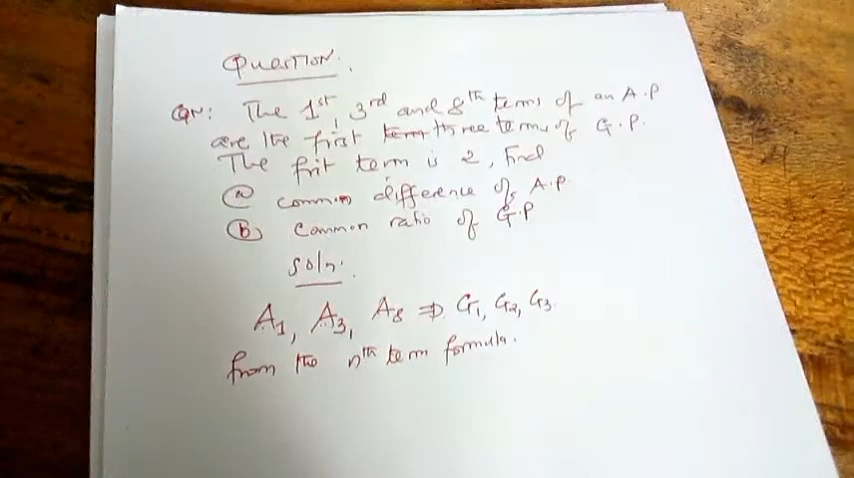 Question.
QN: The 1st, 3rd and 8th terms of an A.P
are the first term three terms of G.P.
The first term is 2, Find
(a) common difference of A.P.
(b) Common ratio of G.P
soln.
A1, A3, A8 ⇒ G1, G2, G3.
from the nth term formula.